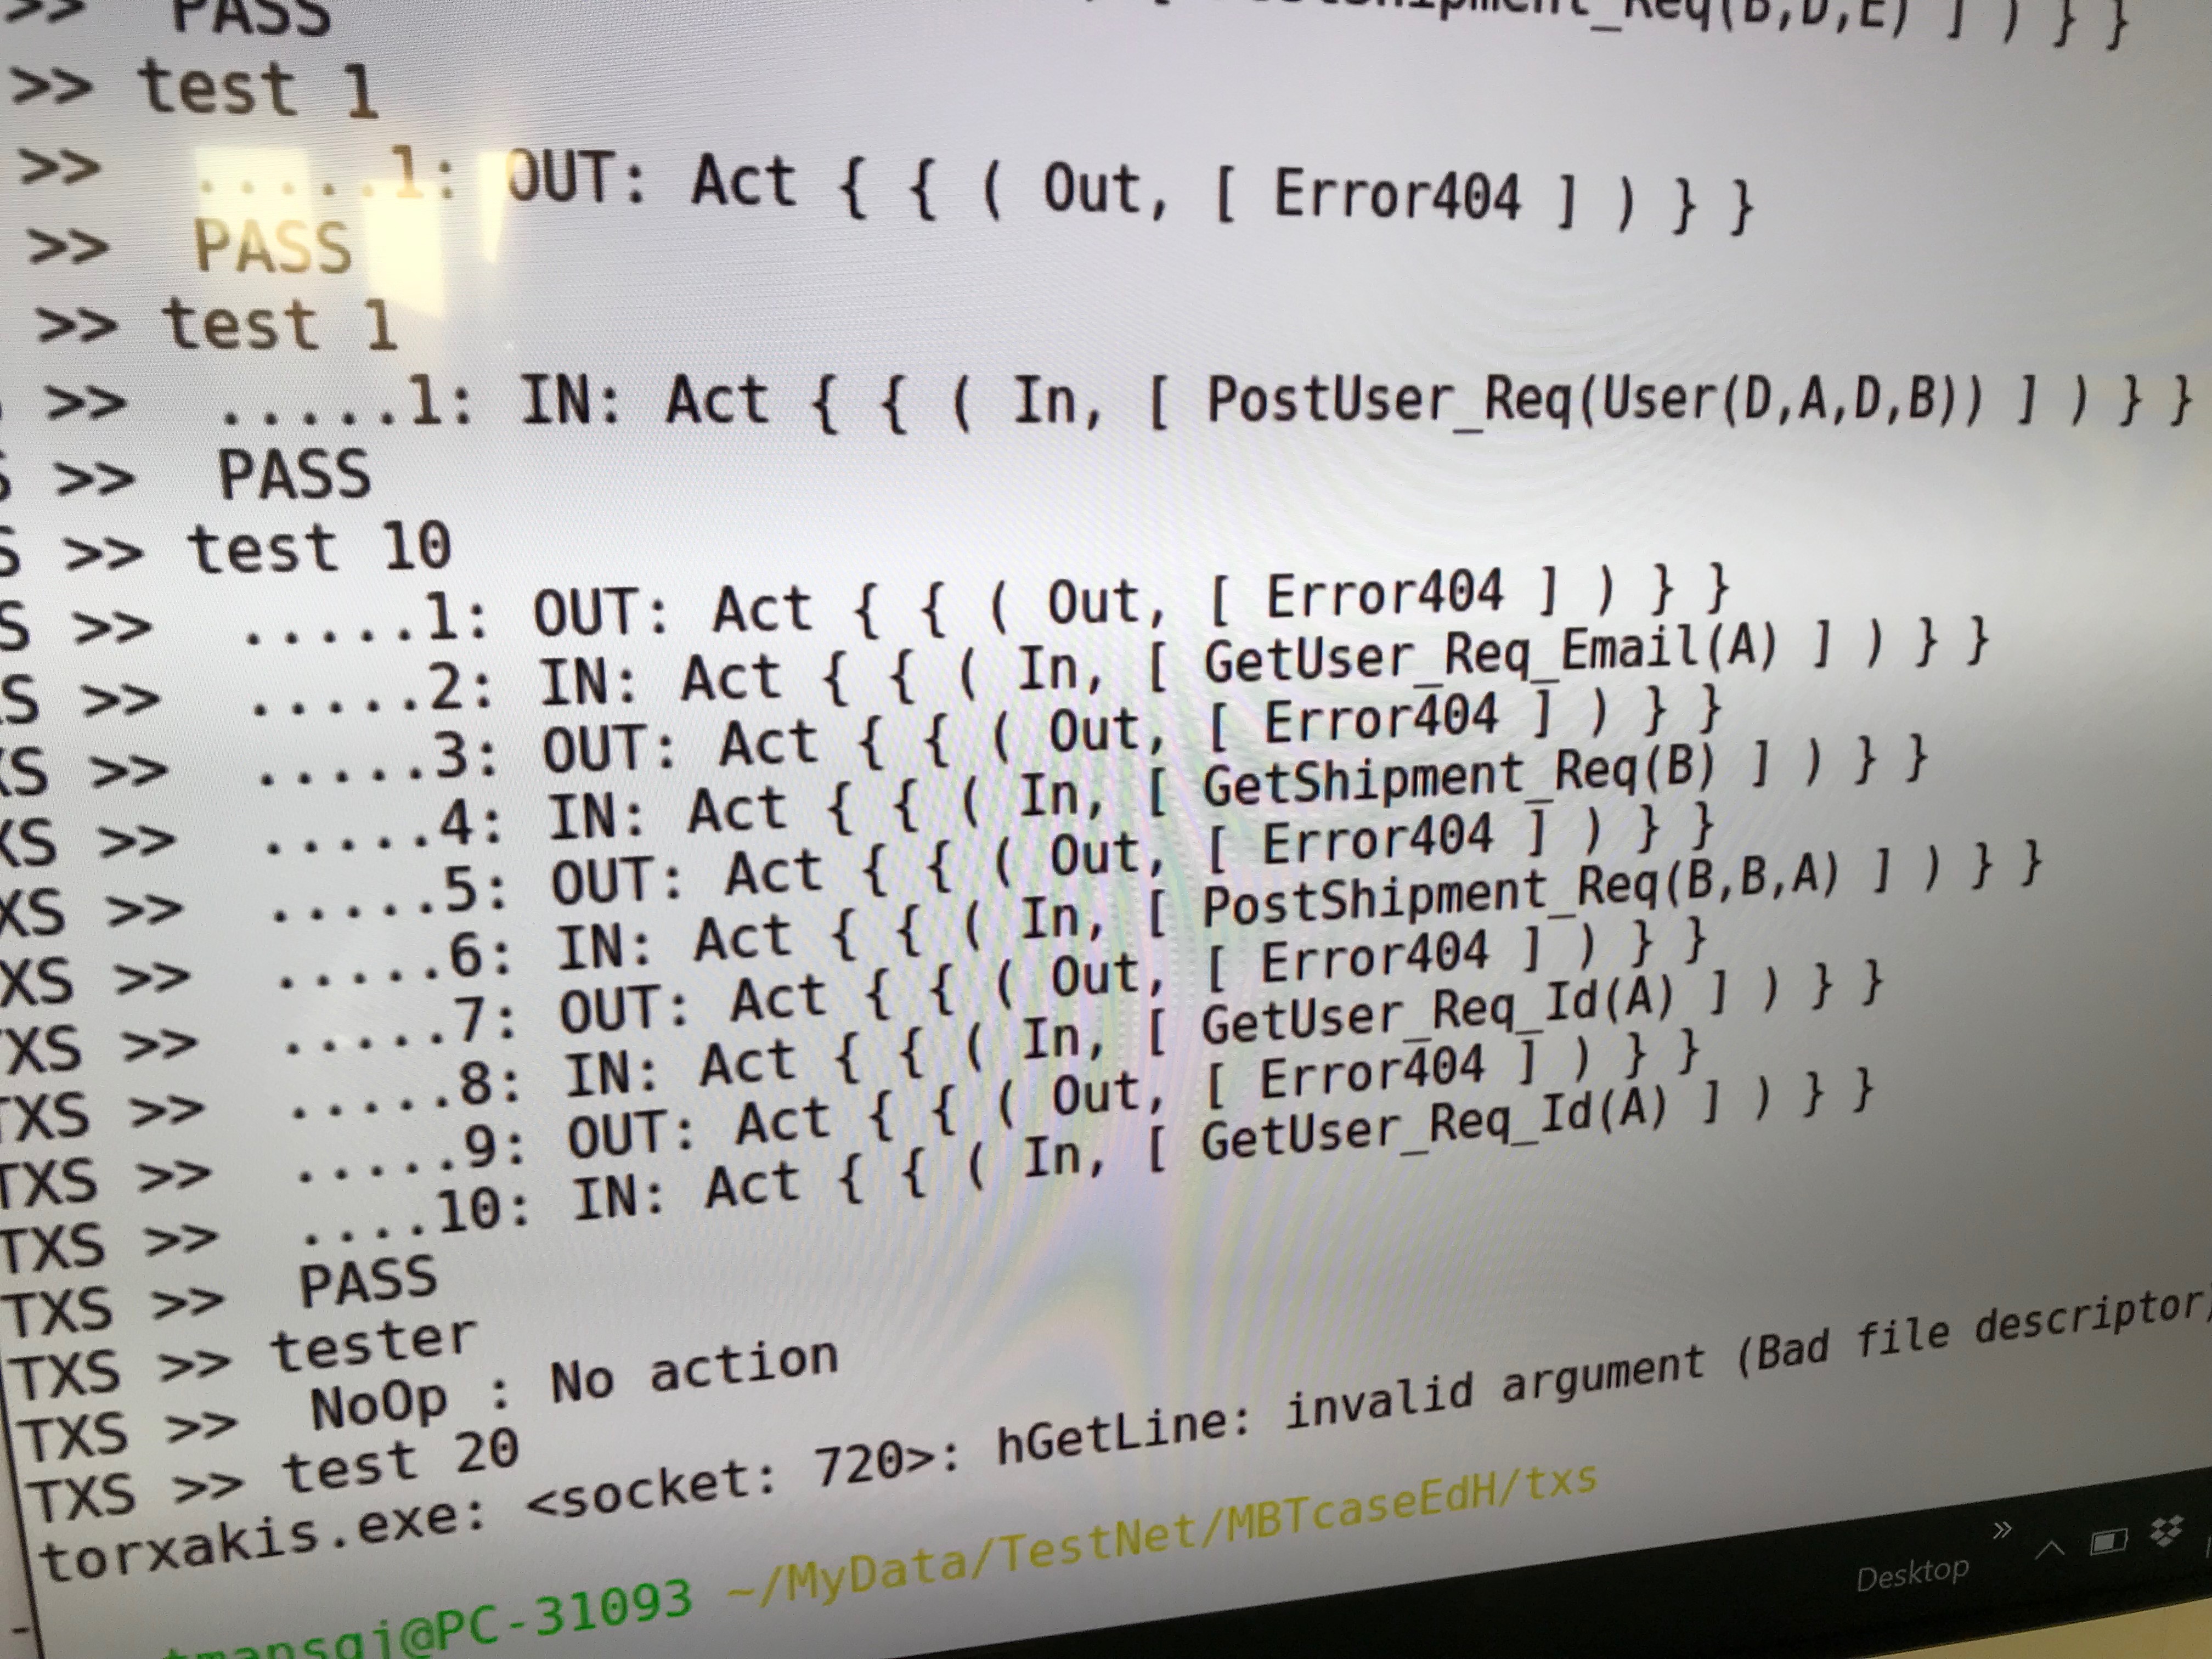 >> PASS
_Req(B,D,E) ] ) } }
>> test 1
>> .....1: OUT: Act { { ( Out, [ Error404 ] ) } }
>> PASS
>> test 1
>> .....1: IN: Act { { ( In, [ PostUser_Req(User(D,A,D,B)) ] ) } }
S >> PASS
S >> test 10
S >> .....1: OUT: Act { { ( Out, [ Error404 ] ) } }
S >> .....2: IN: Act { { ( In, [ GetUser_Req_Email(A) ] ) } }
XS >> .....3: OUT: Act { { ( Out, [ Error404 ] ) } }
XS >> .....4: IN: Act { { ( In, [ GetShipment_Req(B) ] ) } }
XS >> .....5: OUT: Act { { ( Out, [ Error404 ] ) } }
XS >> .....6: IN: Act { { ( In, [ PostShipment_Req(B,B,A) ] ) } }
TXS >> .....7: OUT: Act { { ( Out, [ Error404 ] ) } }
TXS >> .....8: IN: Act { { ( In, [ GetUser_Req_Id(A) ] ) } }
TXS >> .....9: OUT: Act { { ( Out, [ Error404 ] ) } }
TXS >> ....10: IN: Act { { ( In, [ GetUser_Req_Id(A) ] ) } }
TXS >> PASS
TXS >> tester
TXS >> NoOp : No action
TXS >> test 20
torxakis.exe: <socket: 720>: hGetLine: invalid argument (Bad file descriptor)
tmansgj@PC-31093 ~/MyData/TestNet/MBTcaseEdH/txs
Desktop